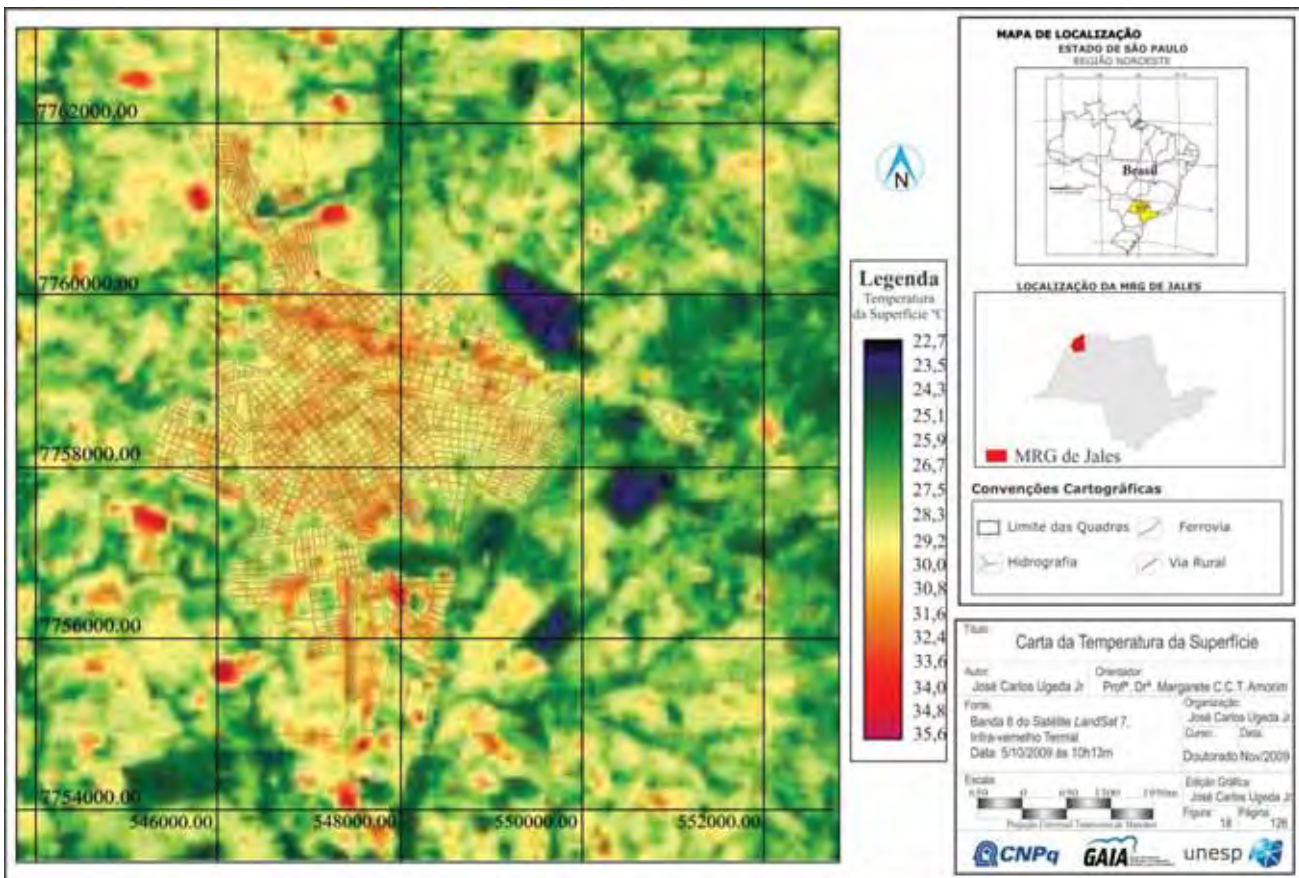 7762000,00
7760000.00
7758000.00
7756000.00
7754000.00
546000.00
548000.00
550000.00
552000.00
N
Legenda
Temperatura
da Superfície °C
22,7
23,5
24,3
25,1
25,9
26,7
27,5
28,3
29,2
30,0
30,8
31,6
32,4
33,6
34,0
34,8
35,6
MAPA DE LOCALIZAÇÃO
ESTADO DE SÃO PAULO
REGIÃO NOROESTE
Brasil
LOCALIZAÇÃO DA MRG DE JALES
MRG de Jales
Convenções Cartográficas
Limite das Quadras
Ferrovia
Hidrografia
Via Rural
Título
Carta da Temperatura da Superfície
Autor
José Carlos Ugeda Jr
Orientador
Profª. Drª. Margarete C.C.T. Amorim
Fonte
Banda 6 do Satélite LandSat 7,
Infra-vermelho Termal
Data: 5/10/2009 às 10h13m
Organização:
José Carlos Ugeda Jr
Curso: Data:
Doutorado Nov/2009
Escala
0
Edição Gráfica
José Carlos Ugeda Jr
Figura Página
18 126
CNPq
GAIA
unesp